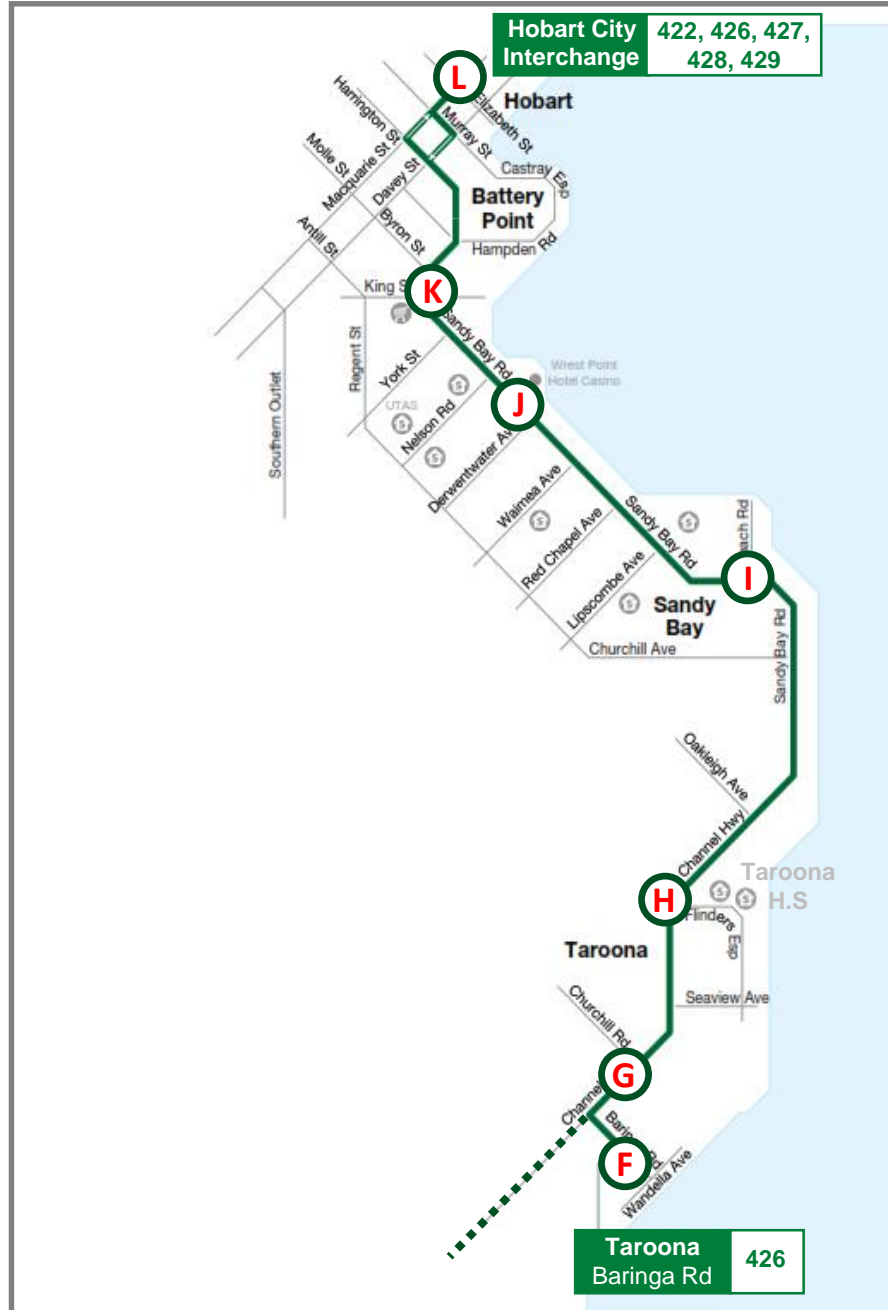 Hobart City
Interchange
422, 426, 427,
428, 429
L
Hobart
Harrington St
Elizabeth St
Murray St
Molle St
Macquarie St
Castray Esp
Davey St
Battery
Point
Antill St
Byron St
Hampden Rd
King
K
Sandy Bay Rd
Regent St
York St
Wrest Point
Hotel Casino
Southern Outlet
UTAS
S
Nelson Rd
J
S
S
Derwentwater
Waimea Ave
S
Sandy Bay Rd
S
Red Chapel Ave
I
Lipscombe Ave
S
Sandy
Bay
Sandy Bay Rd
Churchill Ave
Oakleigh Ave
Channel Hwy
Taroona
H.S
S
S
H
Flinders
Esp
Taroona
Seaview Ave
Churchill Rd
G
Channel
F
Wandella Ave
Taroona
Baringa Rd
426